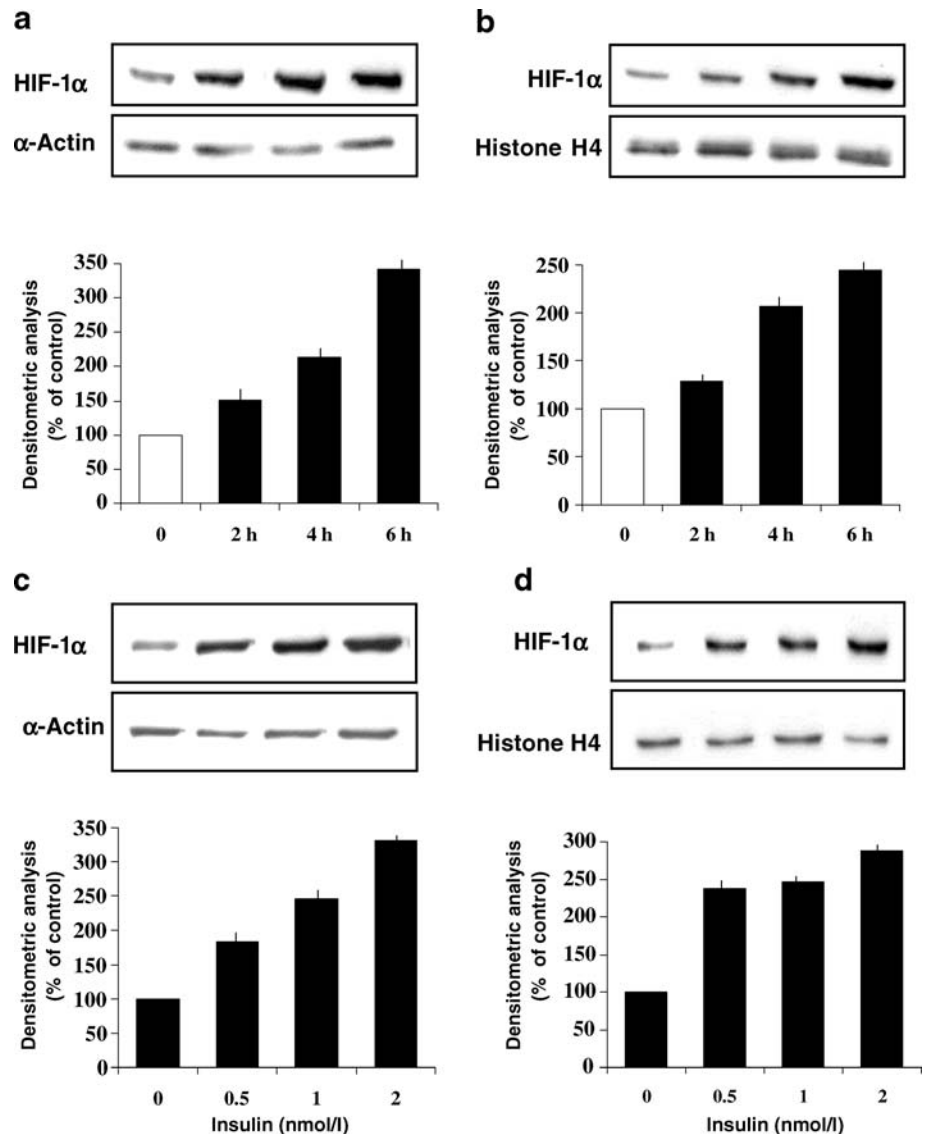 a
HIF-1α
α-Actin
Densitometric analysis
(% of control)
350
300
250
200
150
100
50
0
0 2 h 4 h 6 h
b
HIF-1α
Histone H4
Densitometric analysis
(% of control)
250
200
150
100
50
0
0 2 h 4 h 6 h
c
HIF-1α
α-Actin
Densitometric analysis
(% of control)
350
300
250
200
150
100
50
0
0 0.5 1 2
Insulin (nmol/l)
d
HIF-1α
Histone H4
Densitometric analysis
(% of control)
300
250
200
150
100
50
0
0 0.5 1 2
Insulin (nmol/l)